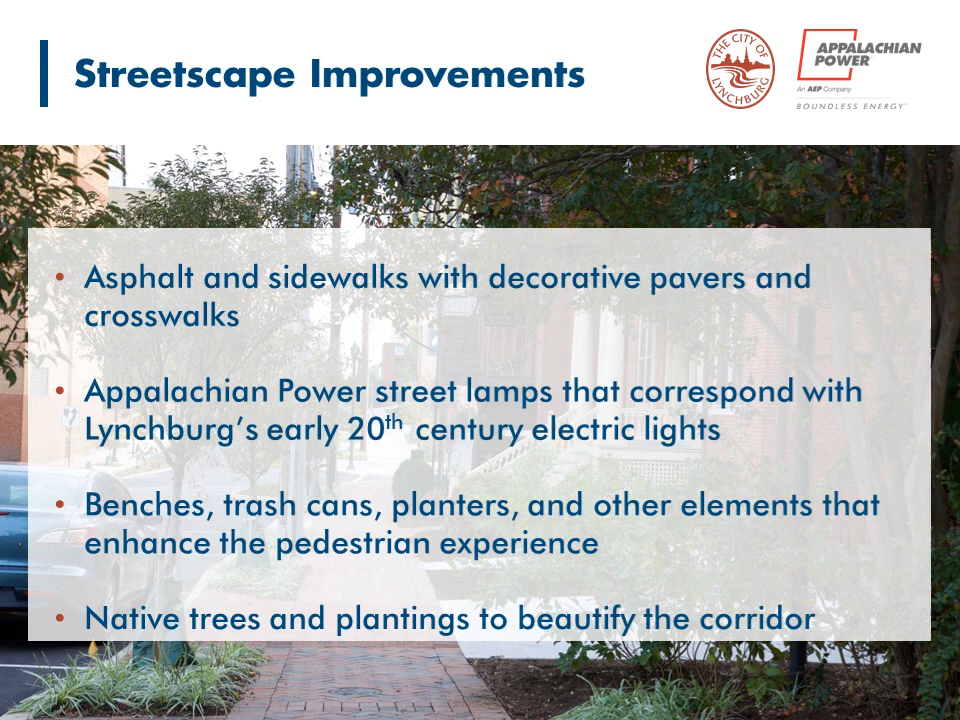 Streetscape Improvements
THE CITY OF
LYNCHBURG
APPALACHIAN
POWER
An AEP Company
BOUNDLESS ENERGY™
• Asphalt and sidewalks with decorative pavers and
crosswalks
• Appalachian Power street lamps that correspond with
Lynchburg’s early 20th century electric lights
• Benches, trash cans, planters, and other elements that
enhance the pedestrian experience
• Native trees and plantings to beautify the corridor